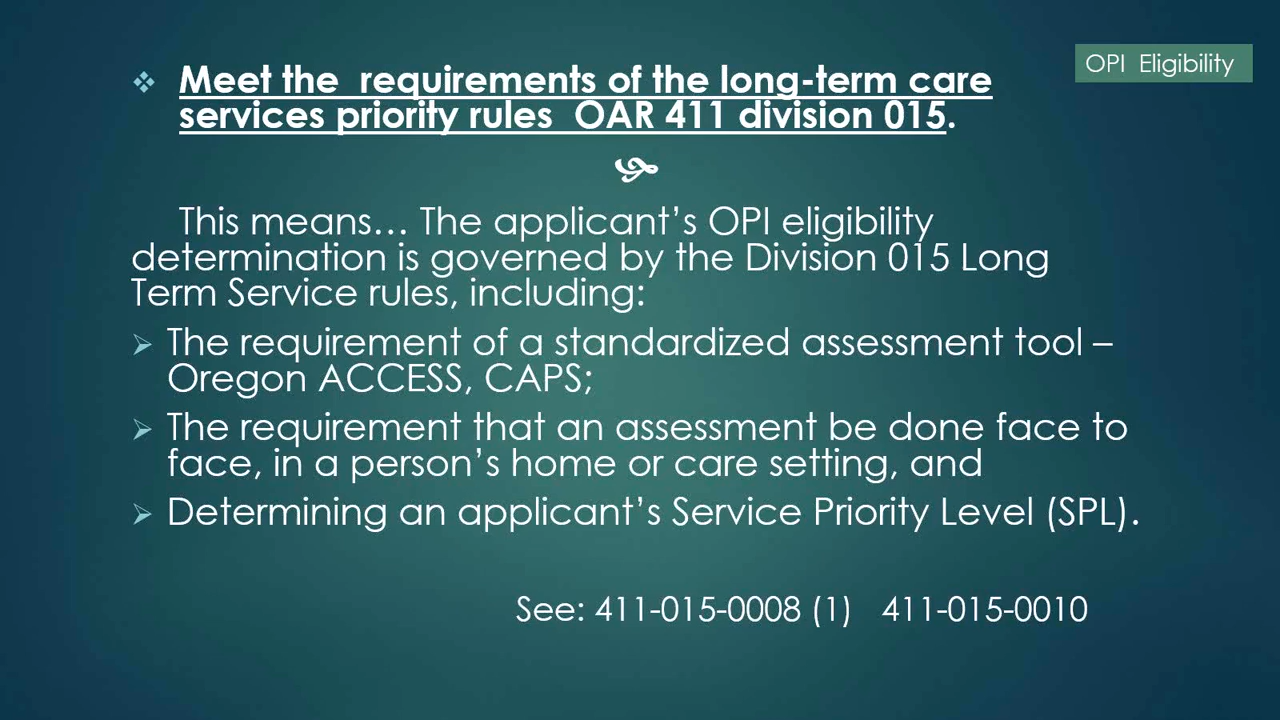 OPI Eligibility
Meet the requirements of the long-term care
services priority rules OAR 411 division 015.
This means… The applicant’s OPI eligibility
determination is governed by the Division 015 Long
Term Service rules, including:
The requirement of a standardized assessment tool –
Oregon ACCESS, CAPS;
The requirement that an assessment be done face to
face, in a person’s home or care setting, and
Determining an applicant’s Service Priority Level (SPL).
See: 411-015-0008 (1) 411-015-0010